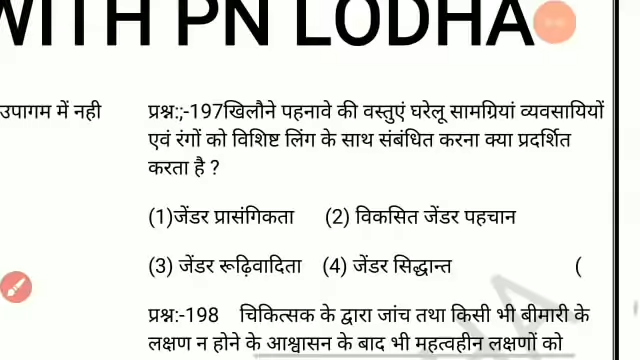 WITH PN LODHA
उपागम में नही
प्रश्न:;-197खिलौने पहनावे की वस्तुएं घरेलू सामग्रियां व्यवसायियों
एवं रंगों को विशिष्ट लिंग के साथ संबंधित करना क्या प्रदर्शित
करता है ?
(1)जेंडर प्रासंगिकता (2) विकसित जेंडर पहचान
(3) जेंडर रूढ़िवादिता (4) जेंडर सिद्धान्त (
प्रश्न:-198 चिकित्सक के द्वारा जांच तथा किसी भी बीमारी के
लक्षण न होने के आश्वासन के बाद भी महत्वहीन लक्षणों को